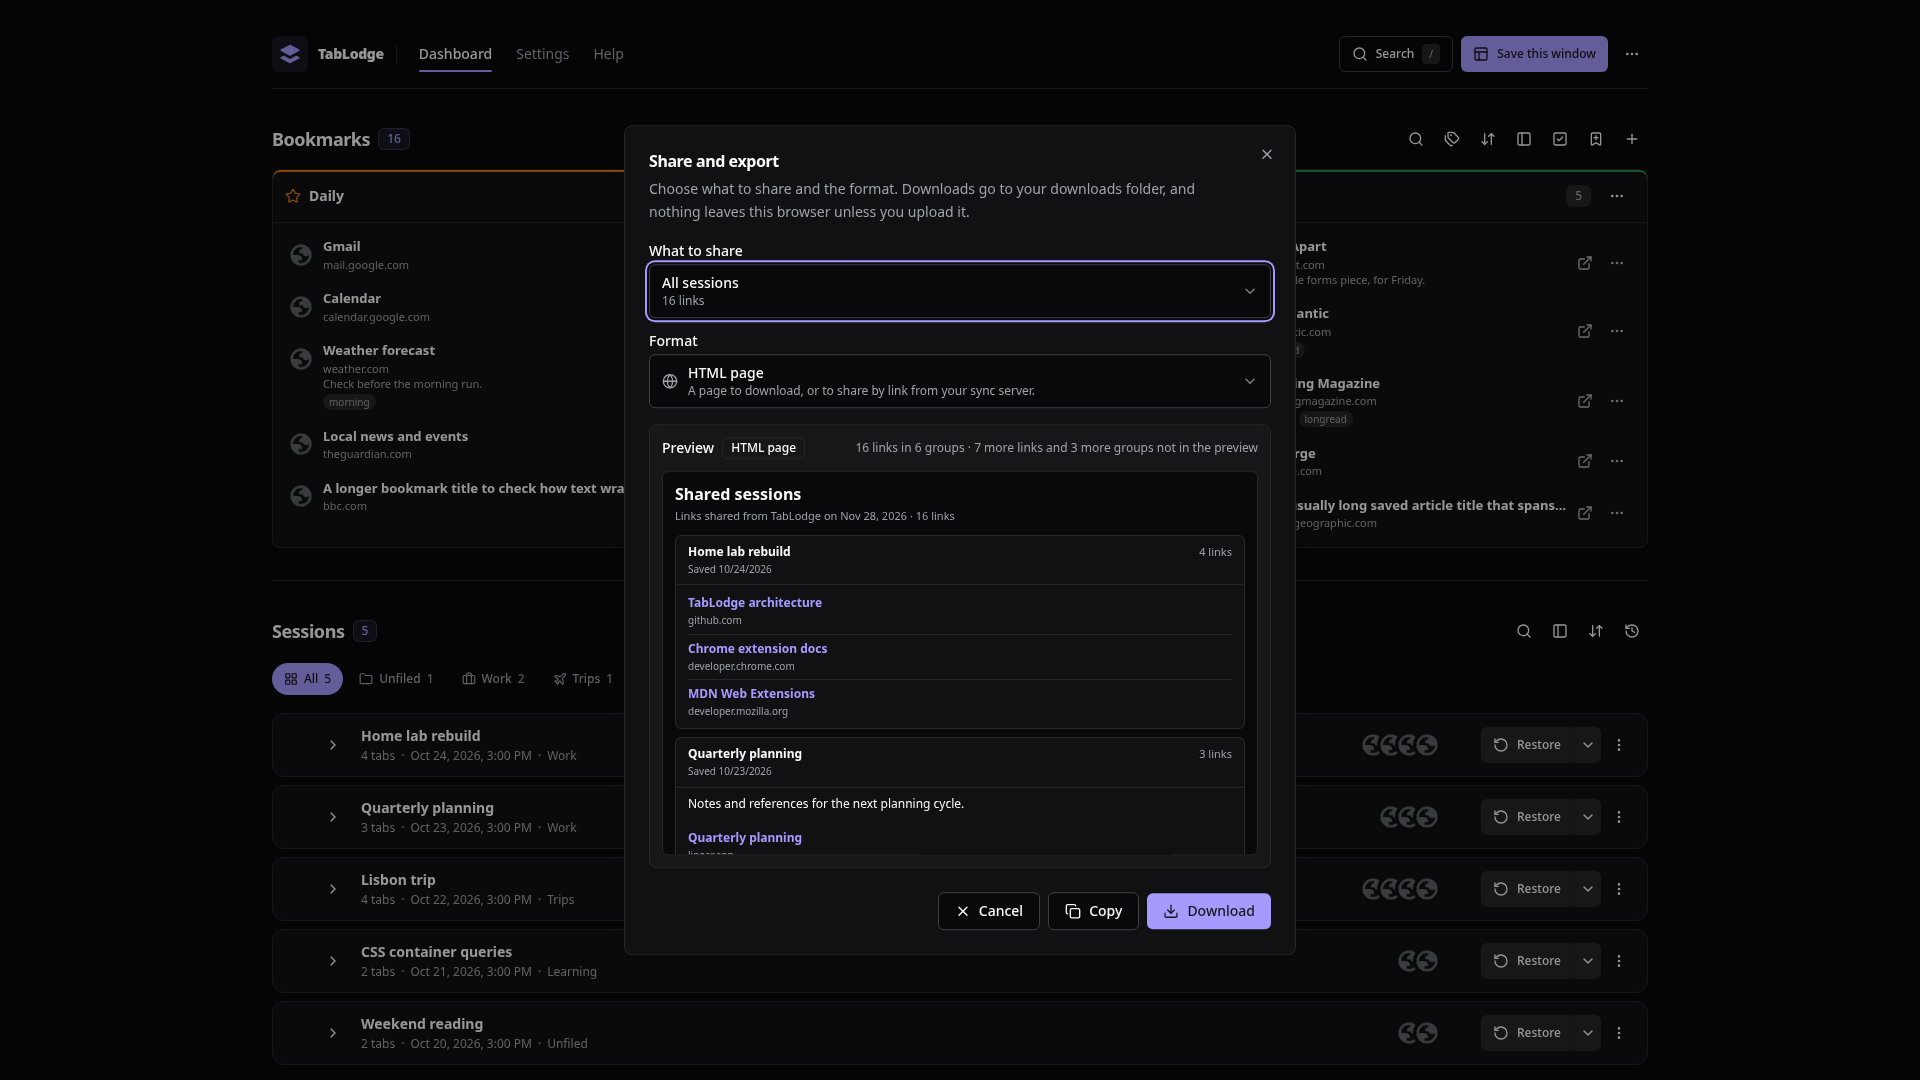 TabLodge
Dashboard
Settings
Help
Search /
Save this window
Bookmarks 16
Daily
Gmail
mail.google.com
Calendar
calendar.google.com
Weather forecast
weather.com
Check before the morning run.
morning
Local news and events
theguardian.com
A longer bookmark title to check how text wra
bbc.com
Share and export
Choose what to share and the format. Downloads go to your downloads folder, and
nothing leaves this browser unless you upload it.
What to share
All sessions
16 links
Format
HTML page
A page to download, or to share by link from your sync server.
Preview HTML page 16 links in 6 groups · 7 more links and 3 more groups not in the preview
Shared sessions
Links shared from TabLodge on Nov 28, 2026 · 16 links
Home lab rebuild 4 links
Saved 10/24/2026
TabLodge architecture
github.com
Chrome extension docs
developer.chrome.com
MDN Web Extensions
developer.mozilla.org
Quarterly planning 3 links
Saved 10/23/2026
Notes and references for the next planning cycle.
Quarterly planning
Cancel
Copy
Download
5
Apart
t.com
le forms piece, for Friday.
antic
tic.com
ing Magazine
gmagazine.com
longread
rge
e.com
sually long saved article title that spans...
geographic.com
Sessions 5
All 5
Unfiled 1
Work 2
Trips 1
Home lab rebuild
4 tabs · Oct 24, 2026, 3:00 PM · Work
Restore
Quarterly planning
3 tabs · Oct 23, 2026, 3:00 PM · Work
Restore
Lisbon trip
4 tabs · Oct 22, 2026, 3:00 PM · Trips
Restore
CSS container queries
2 tabs · Oct 21, 2026, 3:00 PM · Learning
Restore
Weekend reading
2 tabs · Oct 20, 2026, 3:00 PM · Unfiled
Restore